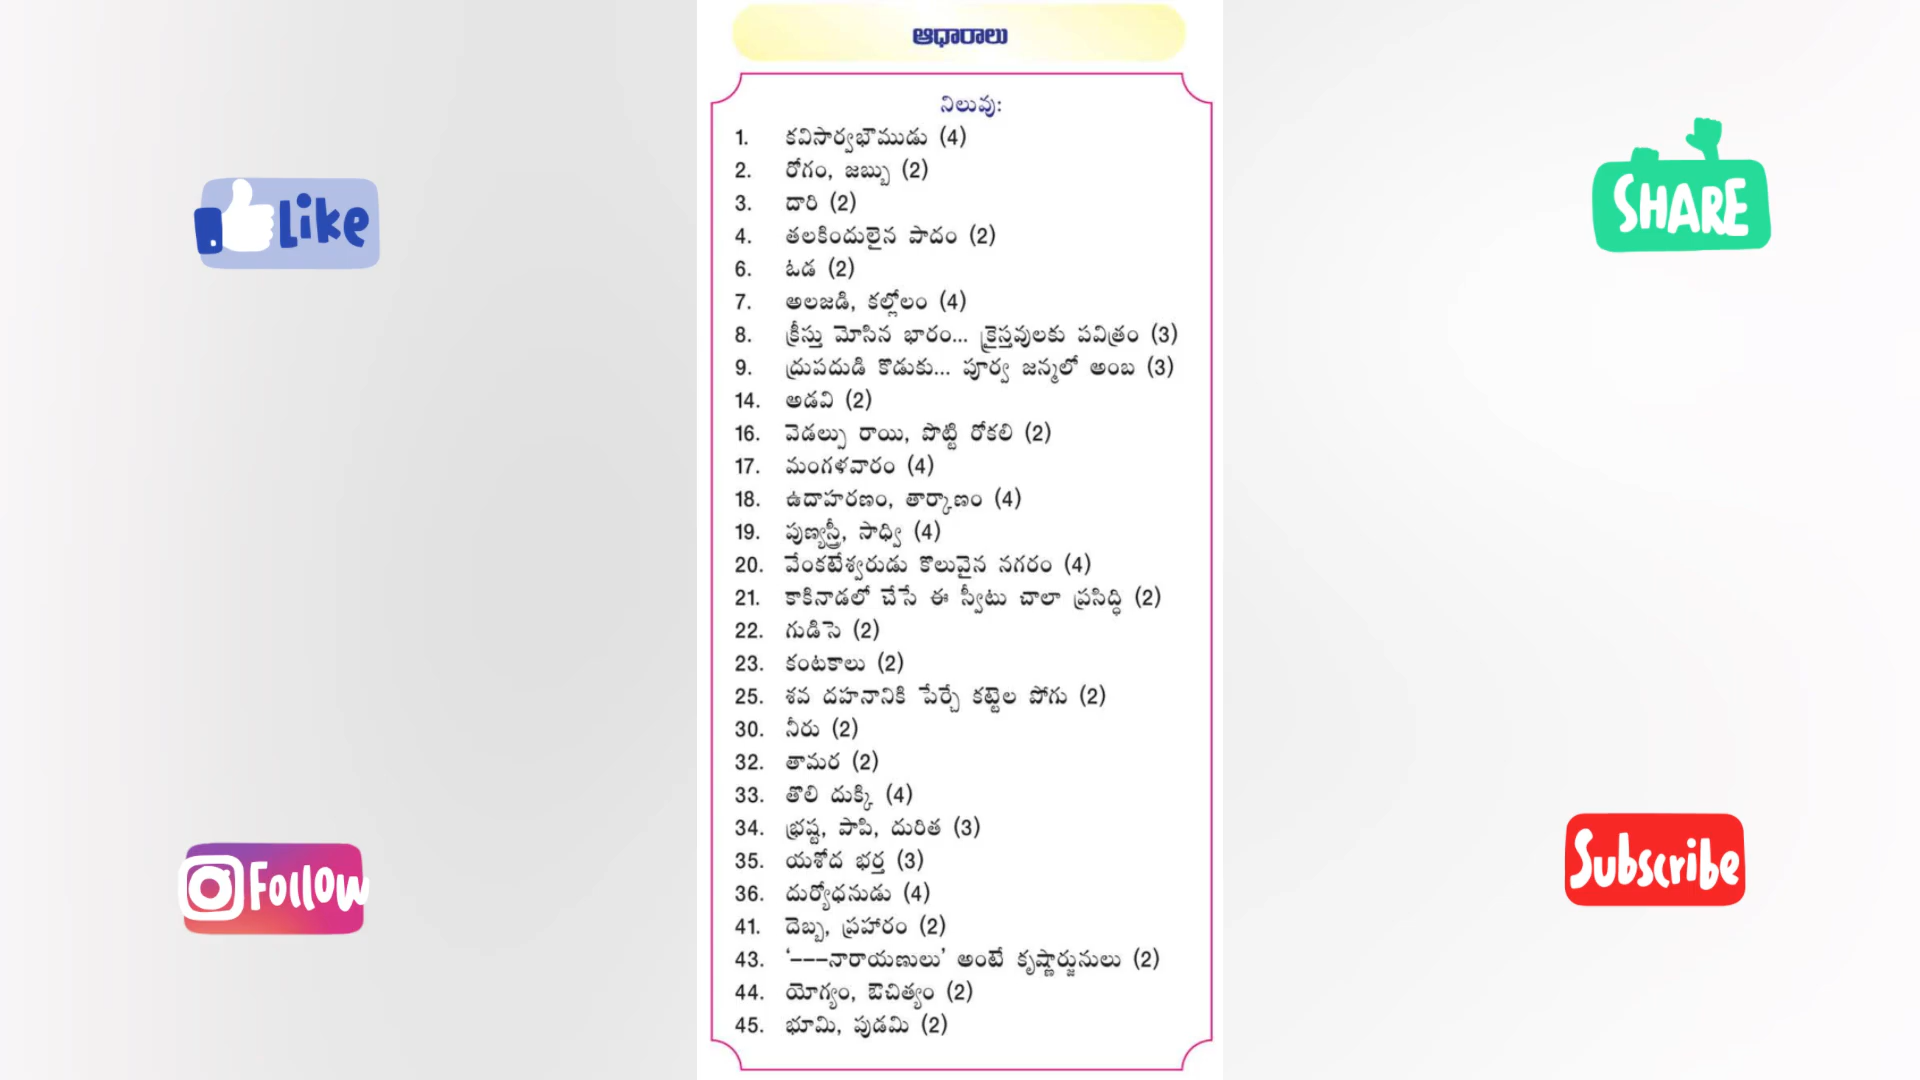 ఆధారాలు
నిలువు:
1. కవిసార్వభౌముడు (4)
2. రోగం, జబ్బు (2)
3. దారి (2)
4. తలకిందులైన పాదం (2)
6. ఓడ (2)
7. అలజడి, కల్లోలం (4)
8. క్రీస్తు మోసిన భారం... క్రైస్తవులకు పవిత్రం (3)
9. ద్రుపదుడి కొడుకు... పూర్వ జన్మలో అంబ (3)
14. అడవి (2)
16. వెడల్పు రాయి, పొట్టి రోకలి (2)
17. మంగళవారం (4)
18. ఉదాహరణం, తార్కాణం (4)
19. పుణ్యస్త్రీ, సాధ్వి (4)
20. వేంకటేశ్వరుడు కొలువైన నగరం (4)
21. కాకినాడలో చేసే ఈ స్వీటు చాలా ప్రసిద్ధి (2)
22. గుడిసె (2)
23. కంటకాలు (2)
25. శవ దహనానికి పేర్చే కట్టెల పోగు (2)
30. నీరు (2)
32. తామర (2)
33. తొలి దుక్కి (4)
34. భ్రష్ట, పాపి, దురిత (3)
35. యశోద భర్త (3)
36. దుర్యోధనుడు (4)
41. దెబ్బ, ప్రహారం (2)
43. '---నారాయణులు' అంటే కృష్ణార్జునులు (2)
44. యోగ్యం, ఔచిత్యం (2)
45. భూమి, పుడమి (2)
Like
SHARE
Follow
Subscribe